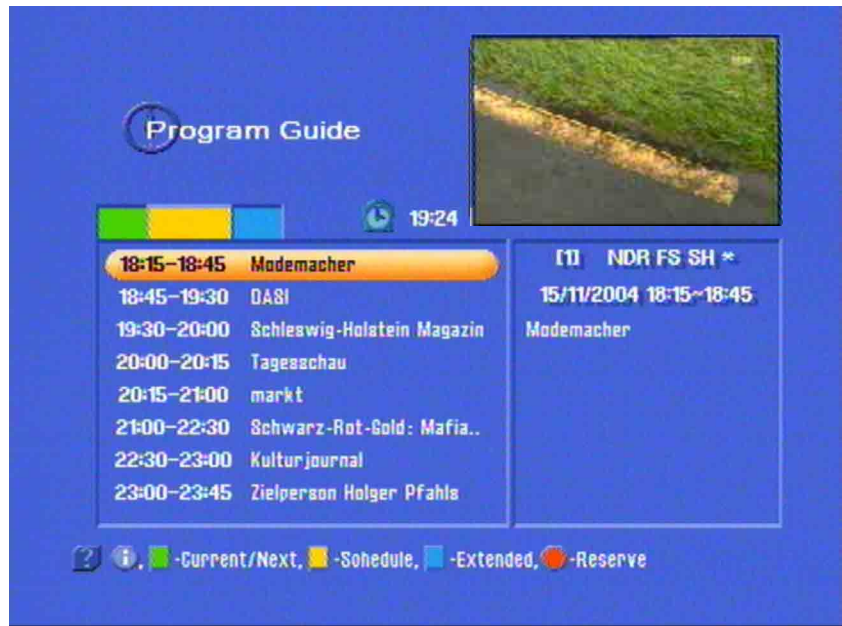 Program Guide
19:24
18:15-18:45 Modemacher
18:45-19:30 DAS!
19:30-20:00 Schleswig-Holstein Magazin
20:00-20:15 Tagesschau
20:15-21:00 markt
21:00-22:30 Schwarz-Rot-Gold: Mafia..
22:30-23:00 Kulturjournal
23:00-23:45 Zielperson Holger Pfahls
[1] NDR FS SH *
15/11/2004 18:15~18:45
Modemacher
? i, -Current/Next, -Schedule, -Extended, -Reserve